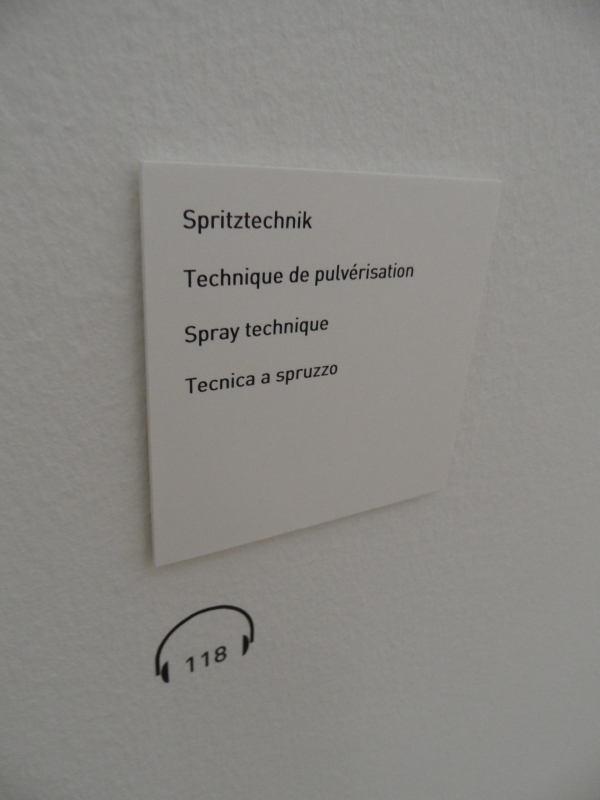 Spritztechnik
Technique de pulvérisation
Spray technique
Tecnica a spruzzo
118